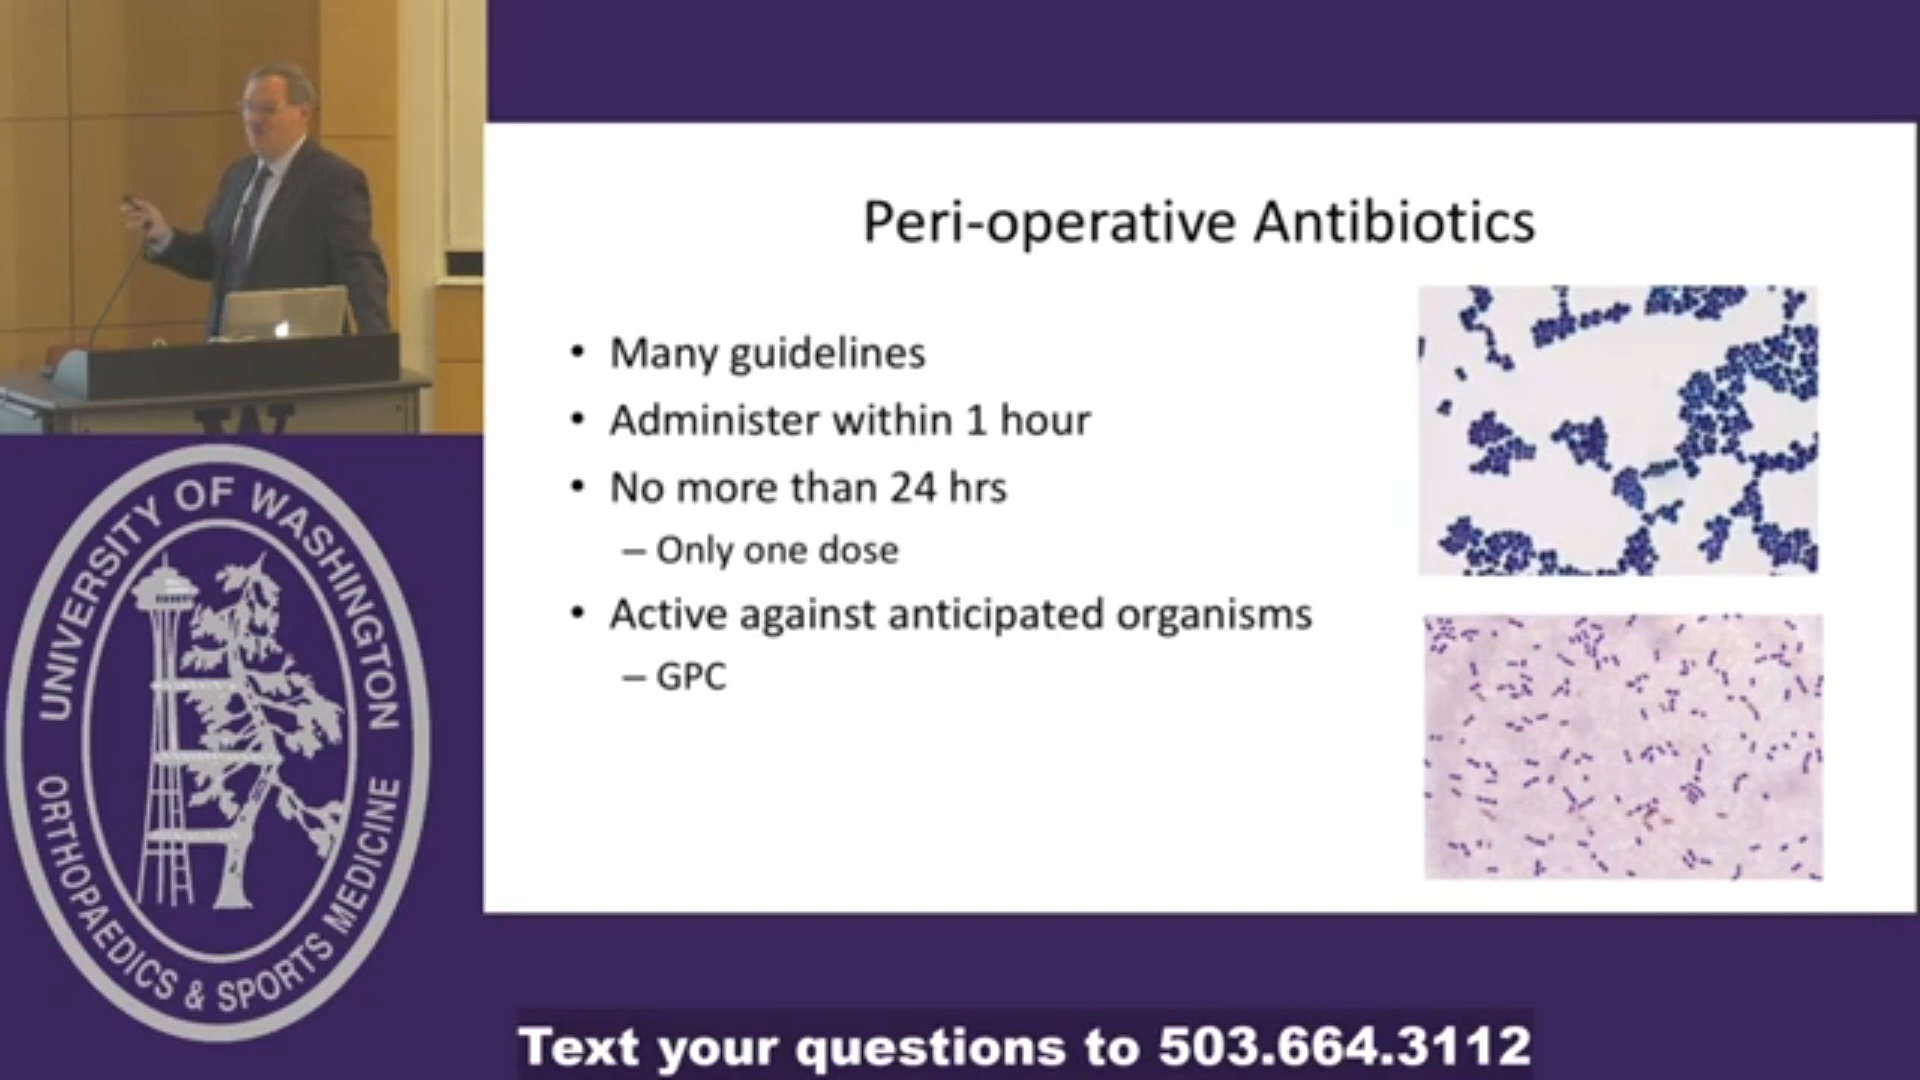 Peri-operative Antibiotics
• Many guidelines
• Administer within 1 hour
• No more than 24 hrs
– Only one dose
• Active against anticipated organisms
– GPC
UNIVERSITY OF WASHINGTON
ORTHOPAEDICS & SPORTS MEDICINE
Text your questions to 503.664.3112